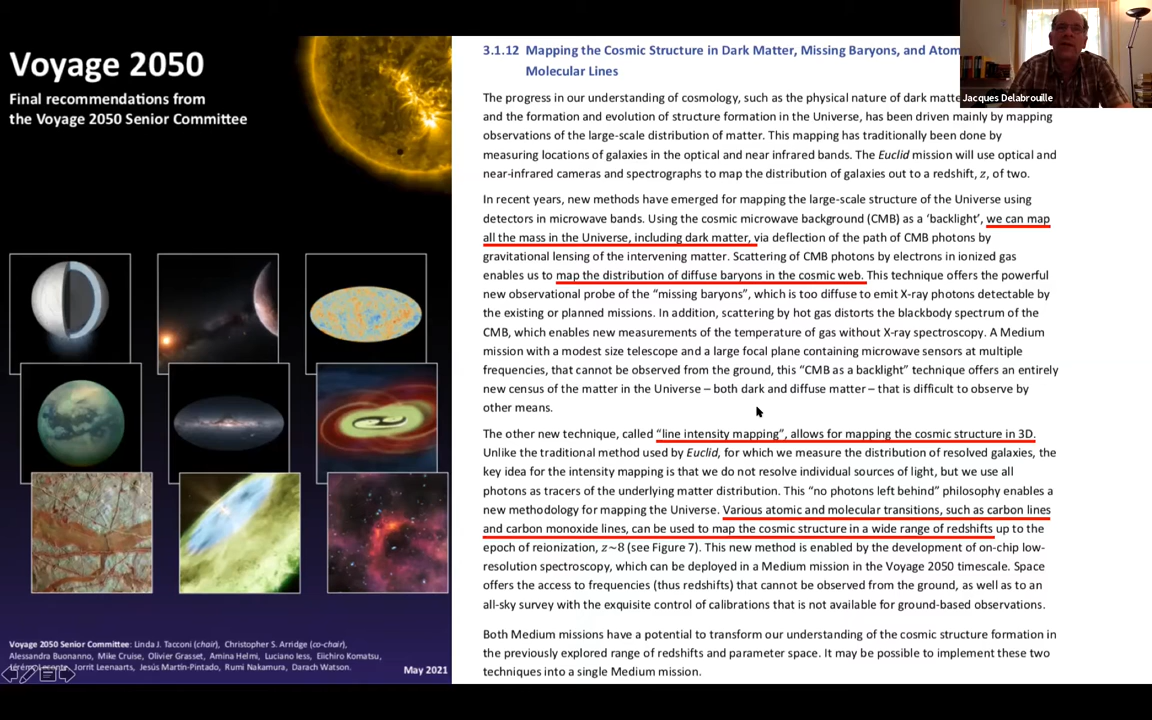 Voyage 2050
Final recommendations from
the Voyage 2050 Senior Committee
Voyage 2050 Senior Committee: Linda J. Tacconi (chair), Christopher S. Arridge (co-chair),
Alessandra Buonanno, Mike Cruise, Olivier Grasset, Amina Helmi, Luciano Iess, Eiichiro Komatsu,
Jérémy Leconte, Jorrit Leenaarts, Jesús Martín-Pintado, Rumi Nakamura, Darach Watson.
May 2021
3.1.12 Mapping the Cosmic Structure in Dark Matter, Missing Baryons, and Atom
Molecular Lines
The progress in our understanding of cosmology, such as the physical nature of dark matte
and the formation and evolution of structure formation in the Universe, has been driven mainly by mapping
observations of the large-scale distribution of matter. This mapping has traditionally been done by
measuring locations of galaxies in the optical and near infrared bands. The Euclid mission will use optical and
near-infrared cameras and spectrographs to map the distribution of galaxies out to a redshift, z, of two.
In recent years, new methods have emerged for mapping the large-scale structure of the Universe using
detectors in microwave bands. Using the cosmic microwave background (CMB) as a ‘backlight’, we can map
all the mass in the Universe, including dark matter, via deflection of the path of CMB photons by
gravitational lensing of the intervening matter. Scattering of CMB photons by electrons in ionized gas
enables us to map the distribution of diffuse baryons in the cosmic web. This technique offers the powerful
new observational probe of the “missing baryons”, which is too diffuse to emit X-ray photons detectable by
the existing or planned missions. In addition, scattering by hot gas distorts the blackbody spectrum of the
CMB, which enables new measurements of the temperature of gas without X-ray spectroscopy. A Medium
mission with a modest size telescope and a large focal plane containing microwave sensors at multiple
frequencies, that cannot be observed from the ground, this “CMB as a backlight” technique offers an entirely
new census of the matter in the Universe – both dark and diffuse matter – that is difficult to observe by
other means.
The other new technique, called “line intensity mapping”, allows for mapping the cosmic structure in 3D.
Unlike the traditional method used by Euclid, for which we measure the distribution of resolved galaxies, the
key idea for the intensity mapping is that we do not resolve individual sources of light, but we use all
photons as tracers of the underlying matter distribution. This “no photons left behind” philosophy enables a
new methodology for mapping the Universe. Various atomic and molecular transitions, such as carbon lines
and carbon monoxide lines, can be used to map the cosmic structure in a wide range of redshifts up to the
epoch of reionization, z~8 (see Figure 7). This new method is enabled by the development of on-chip low-
resolution spectroscopy, which can be deployed in a Medium mission in the Voyage 2050 timescale. Space
offers the access to frequencies (thus redshifts) that cannot be observed from the ground, as well as to an
all-sky survey with the exquisite control of calibrations that is not available for ground-based observations.
Both Medium missions have a potential to transform our understanding of the cosmic structure formation in
the previously explored range of redshifts and parameter space. It may be possible to implement these two
techniques into a single Medium mission.
Jacques Delabrouille